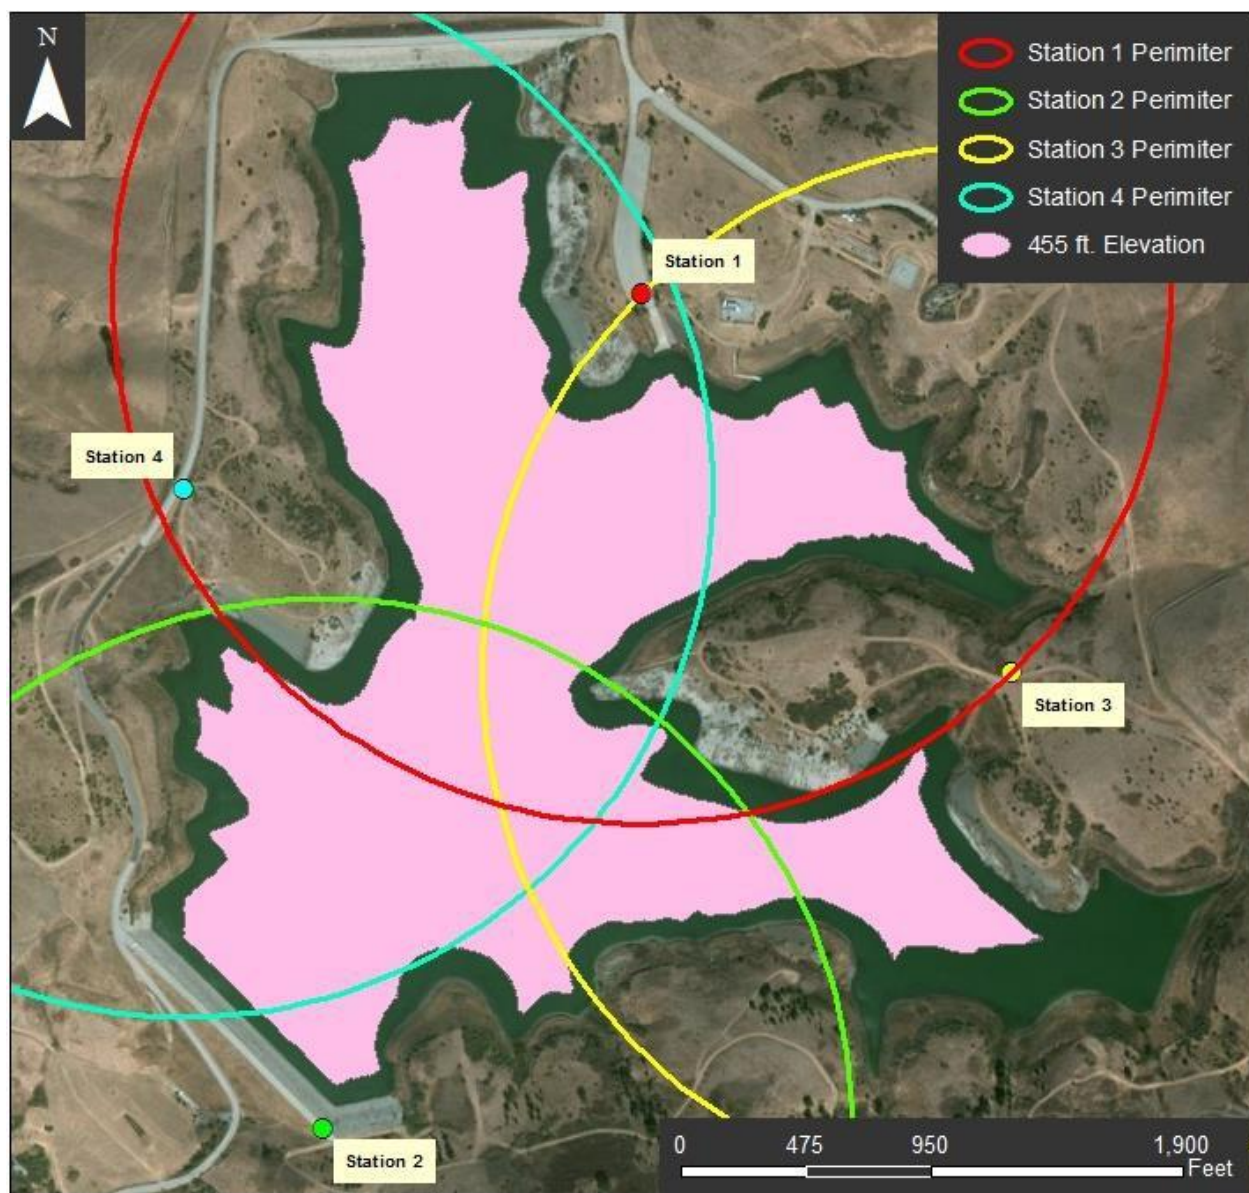 N
Station 1 Perimiter
Station 2 Perimiter
Station 3 Perimiter
Station 4 Perimiter
455 ft. Elevation
Station 1
Station 4
Station 3
Station 2
0 475 950 1,900
Feet